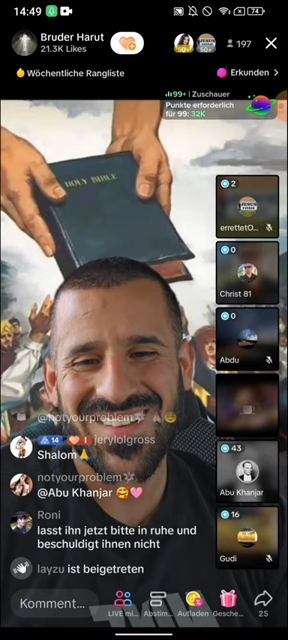 14:49
74
Bruder Harut
21.3K Likes
197
Wöchentliche Rangliste
Erkunden >
99+ | Zuschauer
Punkte erforderlich
für 99: 32K
HOLY BIBLE
2
errettetO...
0
Christ 81
0
Abdu
43
Abu Khanjar
16
Gudi
@notyourproblem
14
I
jerylolgross
Shalom🙏
notyourproblem
@Abu Khanjar 🥰🩷
Roni
lasst ihn jetzt bitte in ruhe und
beschuldigt ihnen nicht
layzu ist beigetreten
Komment...
LIVE mi...
Abstim...
Aufladen
Gesche...
25